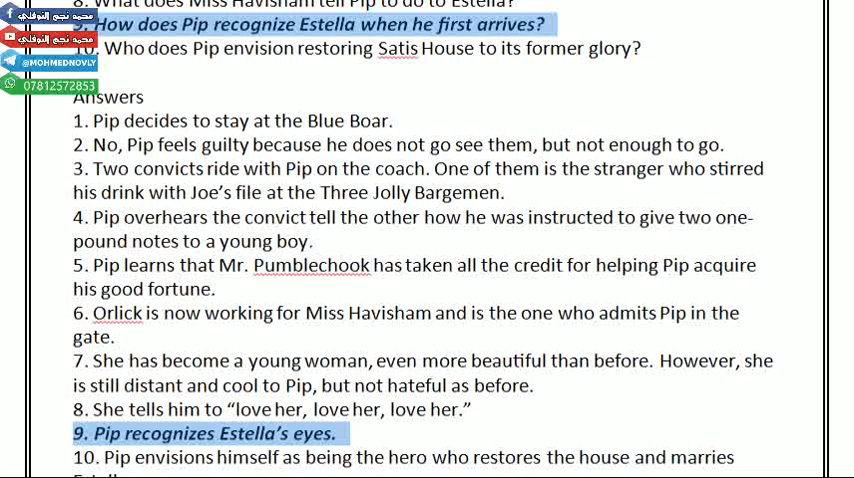 8. What does Miss Havisham tell Pip to do to Estella?
محمد نجم النوفلي
9. How does Pip recognize Estella when he first arrives?
محمد نجم النوفلي
10. Who does Pip envision restoring Satis House to its former glory?
@MOHMEDNOVLY
07812572853
Answers
1. Pip decides to stay at the Blue Boar.
2. No, Pip feels guilty because he does not go see them, but not enough to go.
3. Two convicts ride with Pip on the coach. One of them is the stranger who stirred
his drink with Joe’s file at the Three Jolly Bargemen.
4. Pip overhears the convict tell the other how he was instructed to give two one-
pound notes to a young boy.
5. Pip learns that Mr. Pumblechook has taken all the credit for helping Pip acquire
his good fortune.
6. Orlick is now working for Miss Havisham and is the one who admits Pip in the
gate.
7. She has become a young woman, even more beautiful than before. However, she
is still distant and cool to Pip, but not hateful as before.
8. She tells him to “love her, love her, love her.”
9. Pip recognizes Estella’s eyes.
10. Pip envisions himself as being the hero who restores the house and marries